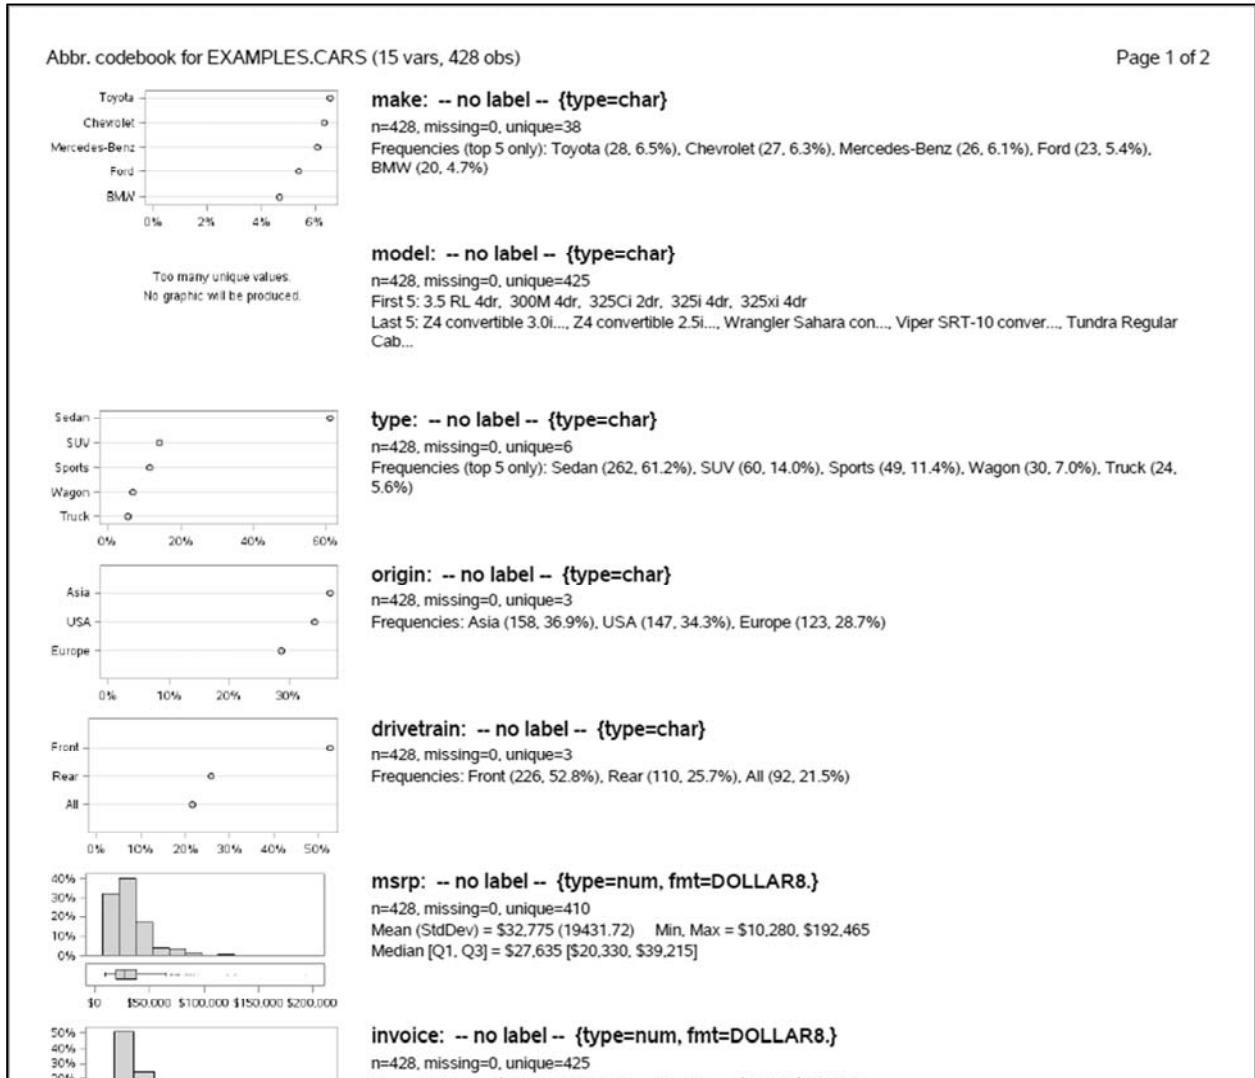 Abbr. codebook for EXAMPLES.CARS (15 vars, 428 obs)
Page 1 of 2
Toyota
Chevrolet
Mercedes-Benz
Ford
BMW
0% 2% 4% 6%
make: -- no label -- {type=char}
n=428, missing=0, unique=38
Frequencies (top 5 only): Toyota (28, 6.5%), Chevrolet (27, 6.3%), Mercedes-Benz (26, 6.1%), Ford (23, 5.4%),
BMW (20, 4.7%)
Too many unique values.
No graphic will be produced.
model: -- no label -- {type=char}
n=428, missing=0, unique=425
First 5: 3.5 RL 4dr, 300M 4dr, 325Ci 2dr, 325i 4dr, 325xi 4dr
Last 5: Z4 convertible 3.0i..., Z4 convertible 2.5i..., Wrangler Sahara con..., Viper SRT-10 conver..., Tundra Regular
Cab...
Sedan
SUV
Sports
Wagon
Truck
0% 20% 40% 60%
type: -- no label -- {type=char}
n=428, missing=0, unique=6
Frequencies (top 5 only): Sedan (262, 61.2%), SUV (60, 14.0%), Sports (49, 11.4%), Wagon (30, 7.0%), Truck (24,
5.6%)
Asia
USA
Europe
0% 10% 20% 30%
origin: -- no label -- {type=char}
n=428, missing=0, unique=3
Frequencies: Asia (158, 36.9%), USA (147, 34.3%), Europe (123, 28.7%)
Front
Rear
All
0% 10% 20% 30% 40% 50%
drivetrain: -- no label -- {type=char}
n=428, missing=0, unique=3
Frequencies: Front (226, 52.8%), Rear (110, 25.7%), All (92, 21.5%)
40%
30%
20%
10%
0%
$0 $50,000 $100,000 $150,000 $200,000
msrp: -- no label -- {type=num, fmt=DOLLAR8.}
n=428, missing=0, unique=410
Mean (StdDev) = $32,775 (19431.72) Min, Max = $10,280, $192,465
Median [Q1, Q3] = $27,635 [$20,330, $39,215]
50%
40%
30%
invoice: -- no label -- {type=num, fmt=DOLLAR8.}
n=428, missing=0, unique=425